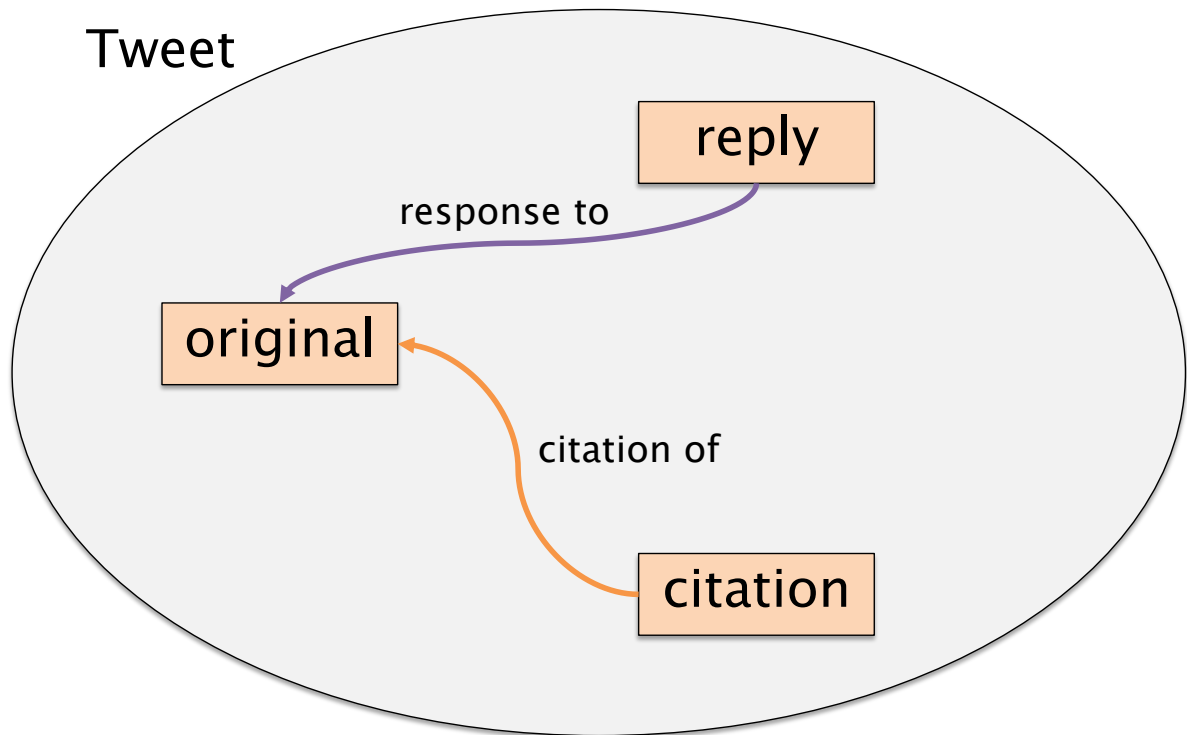 Tweet
reply
response to
original
citation of
citation